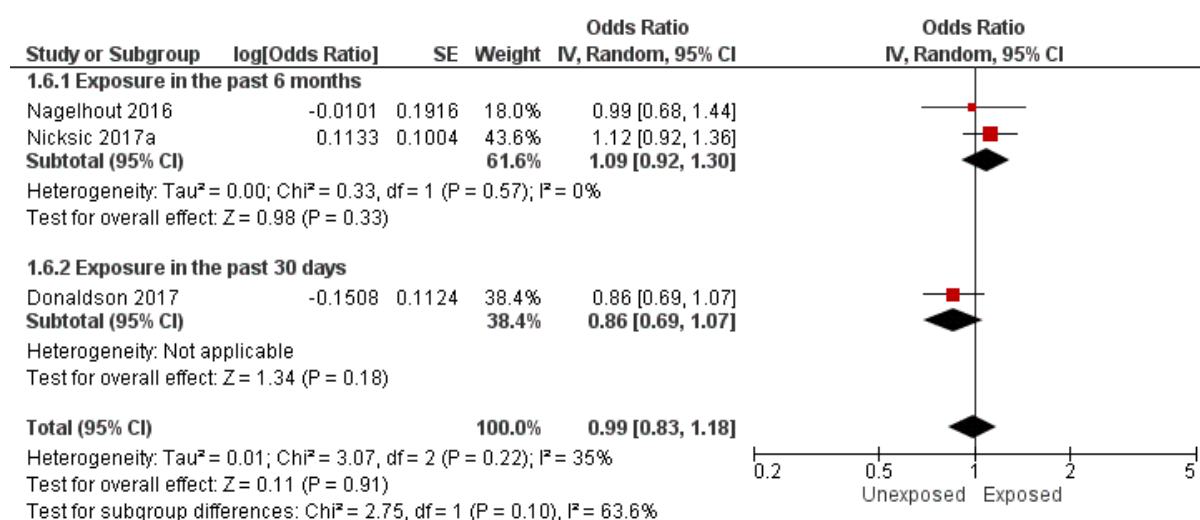 Odds Ratio Odds Ratio
Study or Subgroup log[Odds Ratio] SE Weight IV, Random, 95% CI IV, Random, 95% CI
1.6.1 Exposure in the past 6 months
Nagelhout 2016 -0.0101 0.1916 18.0% 0.99 [0.68, 1.44]
Nicksic 2017a 0.1133 0.1004 43.6% 1.12 [0.92, 1.36]
Subtotal (95% CI) 61.6% 1.09 [0.92, 1.30]
Heterogeneity: Tau² = 0.00; Chi² = 0.33, df = 1 (P = 0.57); I² = 0%
Test for overall effect: Z = 0.98 (P = 0.33)
1.6.2 Exposure in the past 30 days
Donaldson 2017 -0.1508 0.1124 38.4% 0.86 [0.69, 1.07]
Subtotal (95% CI) 38.4% 0.86 [0.69, 1.07]
Heterogeneity: Not applicable
Test for overall effect: Z = 1.34 (P = 0.18)
Total (95% CI) 100.0% 0.99 [0.83, 1.18]
Heterogeneity: Tau² = 0.01; Chi² = 3.07, df = 2 (P = 0.22); I² = 35%
Test for overall effect: Z = 0.11 (P = 0.91)
Test for subgroup differences: Chi² = 2.75, df = 1 (P = 0.10), I² = 63.6%
0.2 0.5 1 2 5
Unexposed Exposed